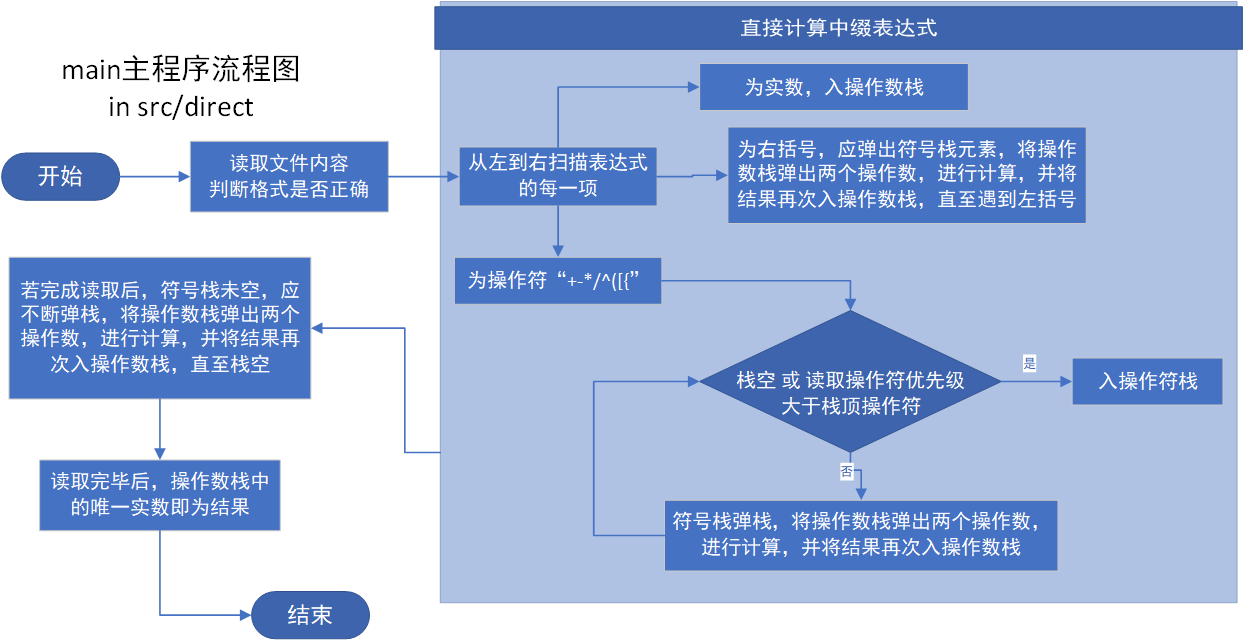 main主程序流程图
in src/direct
开始
读取文件内容
判断格式是否正确
直接计算中缀表达式
从左到右扫描表达式
的每一项
为实数，入操作数栈
为右括号，应弹出符号栈元素，将操作
数栈弹出两个操作数，进行计算，并将
结果再次入操作数栈，直至遇到左括号
为操作符“+-*/^([{”
栈空 或 读取操作符优先级
大于栈顶操作符
是
入操作符栈
否
符号栈弹栈，将操作数栈弹出两个操作数，
进行计算，并将结果再次入操作数栈
若完成读取后，符号栈未空，应
不断弹栈，将操作数栈弹出两个
操作数，进行计算，并将结果再
次入操作数栈，直至栈空
读取完毕后，操作数栈中
的唯一实数即为结果
结束